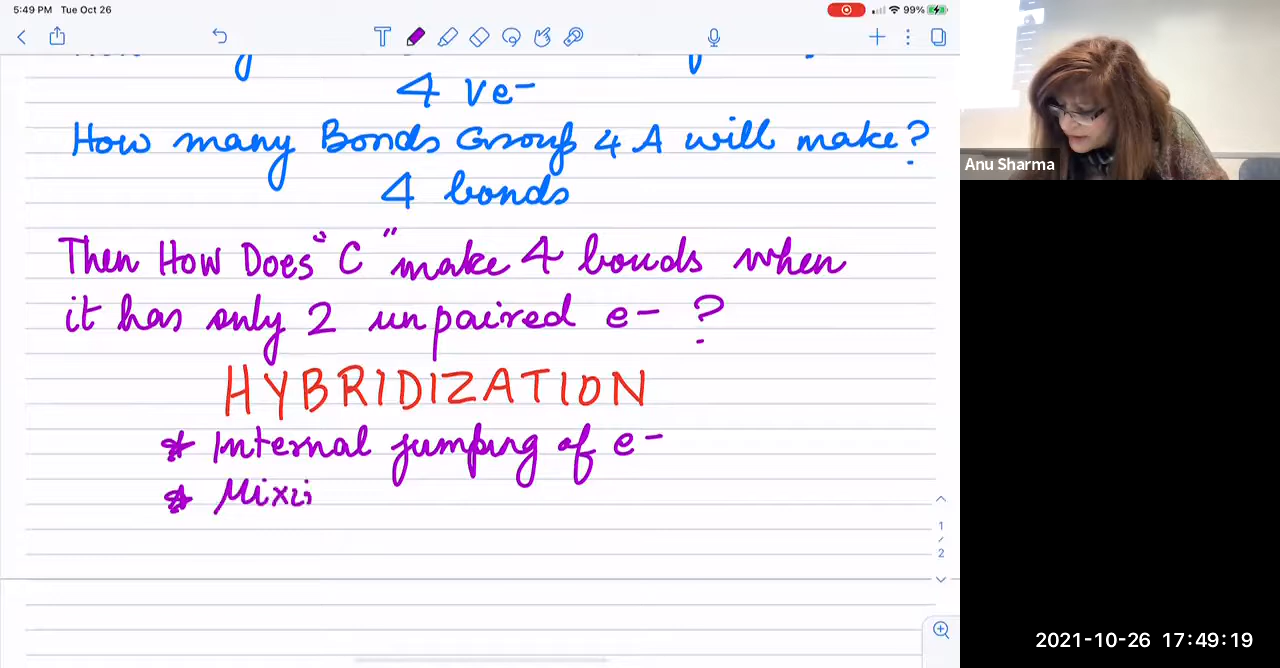 5:49 PM Tue Oct 26
99%
4 Ve-
How many Bonds Group 4 A will make?
4 bonds
Then How Does "C" make 4 bonds when
it has only 2 unpaired e- ?
HYBRIDIZATION
* Internal jumping of e-
* Mixi
1
2
Anu Sharma
2021-10-26 17:49:19